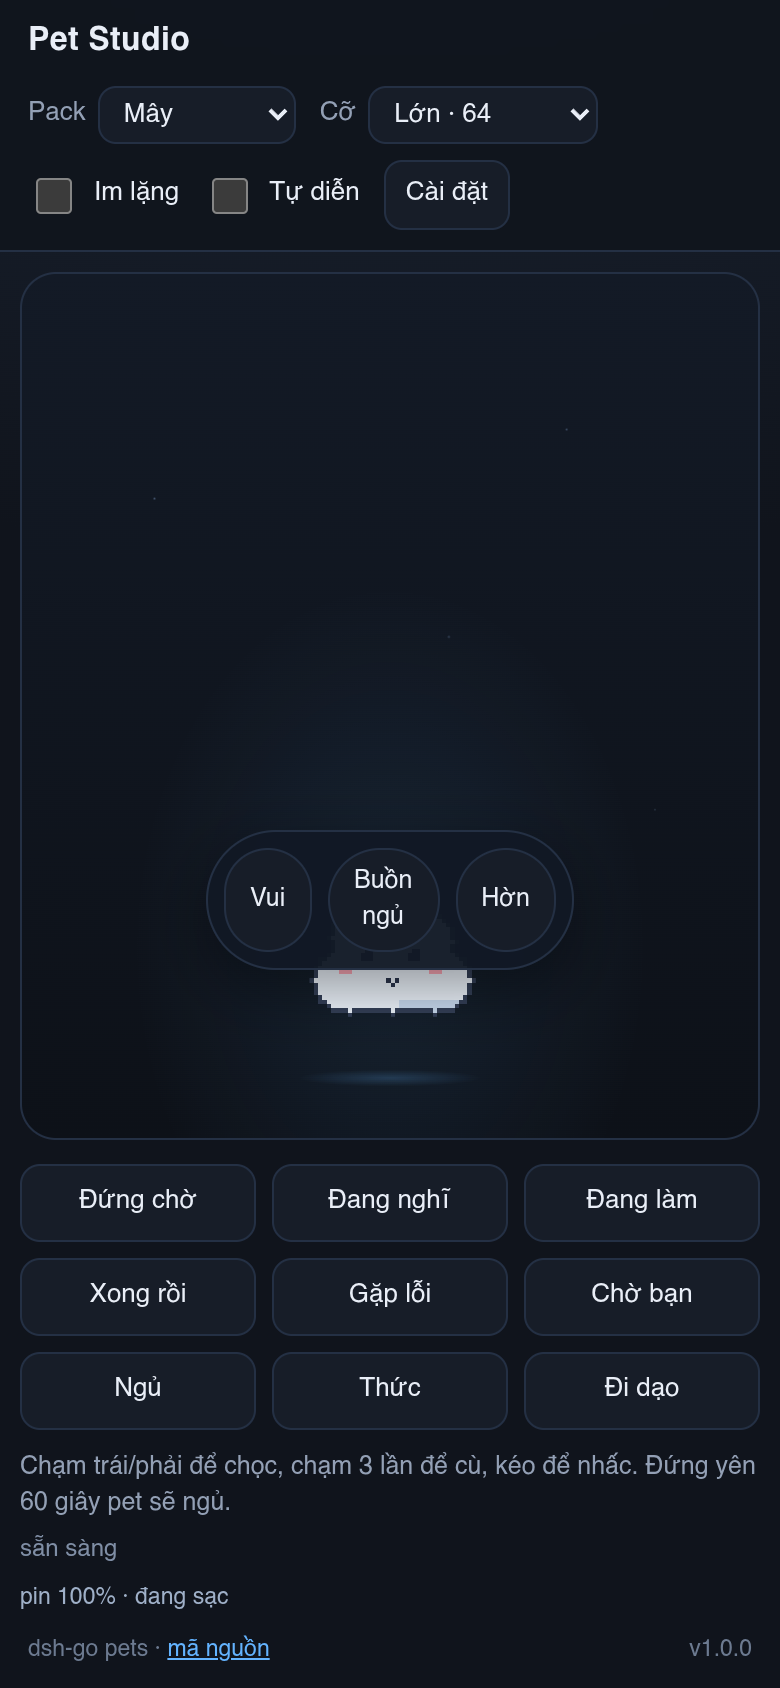 Pet Studio
Pack Mây Cỡ Lớn · 64
Im lặng Tự diễn Cài đặt
Vui Buồn ngủ Hờn
Đứng chờ Đang nghĩ Đang làm
Xong rồi Gặp lỗi Chờ bạn
Ngủ Thức Đi dạo
Chạm trái/phải để chọc, chạm 3 lần để cù, kéo để nhấc. Đứng yên
60 giây pet sẽ ngủ.
sẵn sàng
pin 100% · đang sạc
dsh-go pets · mã nguồn v1.0.0